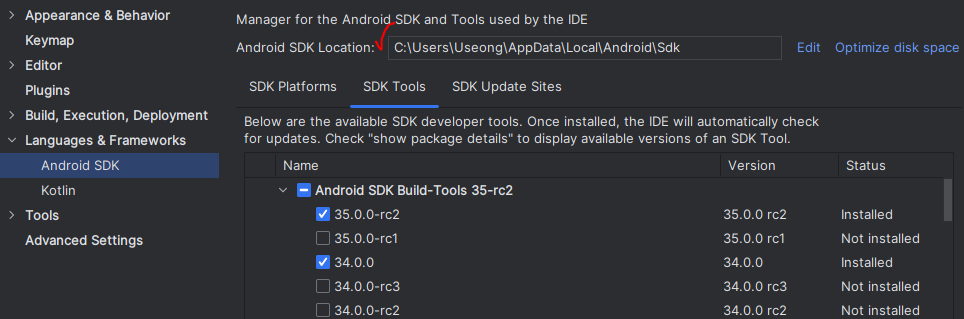 Appearance & Behavior
Keymap
Editor
Plugins
Build, Execution, Deployment
Languages & Frameworks
Android SDK
Kotlin
Tools
Advanced Settings
Manager for the Android SDK and Tools used by the IDE
Android SDK Location: C:\Users\Useong\AppData\Local\Android\Sdk Edit Optimize disk space
SDK Platforms SDK Tools SDK Update Sites
Below are the available SDK developer tools. Once installed, the IDE will automatically check
for updates. Check "show package details" to display available versions of an SDK Tool.
Name Version Status
Android SDK Build-Tools 35-rc2
35.0.0-rc2 35.0.0 rc2 Installed
35.0.0-rc1 35.0.0 rc1 Not installed
34.0.0 34.0.0 Installed
34.0.0-rc3 34.0.0 rc3 Not installed
34.0.0-rc2 34.0.0 rc2 Not installed